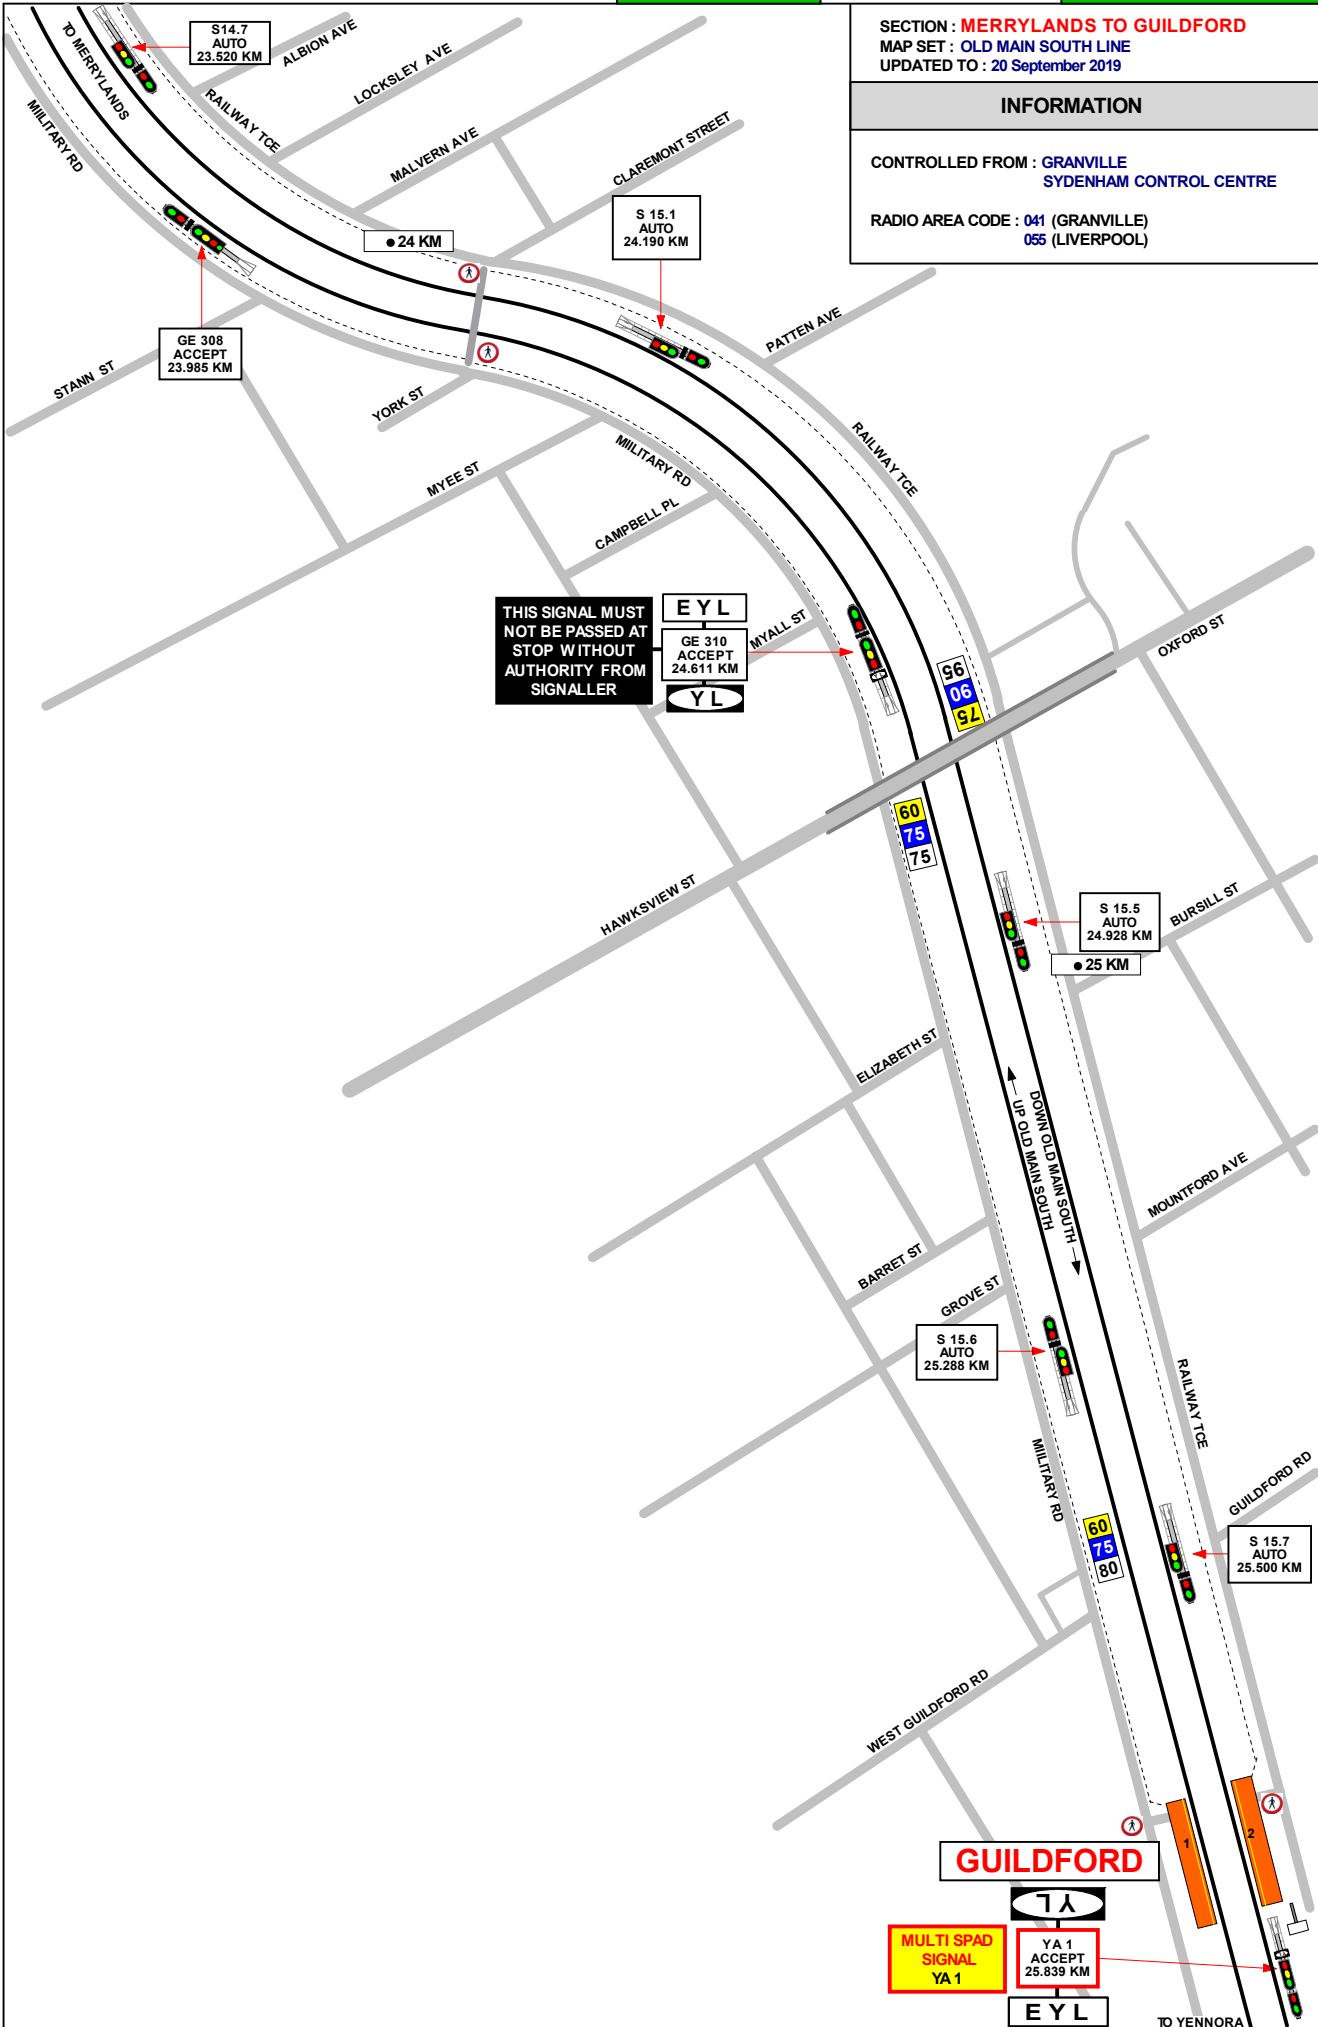 SECTION : MERRYLANDS TO GUILDFORD
MAP SET : OLD MAIN SOUTH LINE
UPDATED TO : 20 September 2019
INFORMATION
CONTROLLED FROM : GRANVILLE
SYDENHAM CONTROL CENTRE
RADIO AREA CODE : 041 (GRANVILLE)
055 (LIVERPOOL)
TO MERRYLANDS
S14.7
AUTO
23.520 KM
ALBION AVE
LOCKSLEY AVE
RAILWAY TCE
MIILITARY RD
MALVERN AVE
CLAREMONT STREET
S 15.1
AUTO
24.190 KM
● 24 KM
GE 308
ACCEPT
23.985 KM
STANN ST
YORK ST
PATTEN AVE
MYEE ST
MIILITARY RD
RAILWAY TCE
CAMPBELL PL
THIS SIGNAL MUST
NOT BE PASSED AT
STOP WITHOUT
AUTHORITY FROM
SIGNALLER
E Y L
GE 310
ACCEPT
24.611 KM
Y L
MYALL ST
OXFORD ST
95
90
75
60
75
75
HAWKSVIEW ST
S 15.5
AUTO
24.928 KM
● 25 KM
BURSILL ST
ELIZABETH ST
DOWN OLD MAIN SOUTH
UP OLD MAIN SOUTH
MOUNTFORD AVE
BARRET ST
GROVE ST
S 15.6
AUTO
25.288 KM
RAILWAY TCE
MIILITARY RD
GUILDFORD RD
60
75
80
S 15.7
AUTO
25.500 KM
WEST GUILDFORD RD
1
2
GUILDFORD
Y L
MULTI SPAD
SIGNAL
YA 1
YA 1
ACCEPT
25.839 KM
E Y L
TO YENNORA